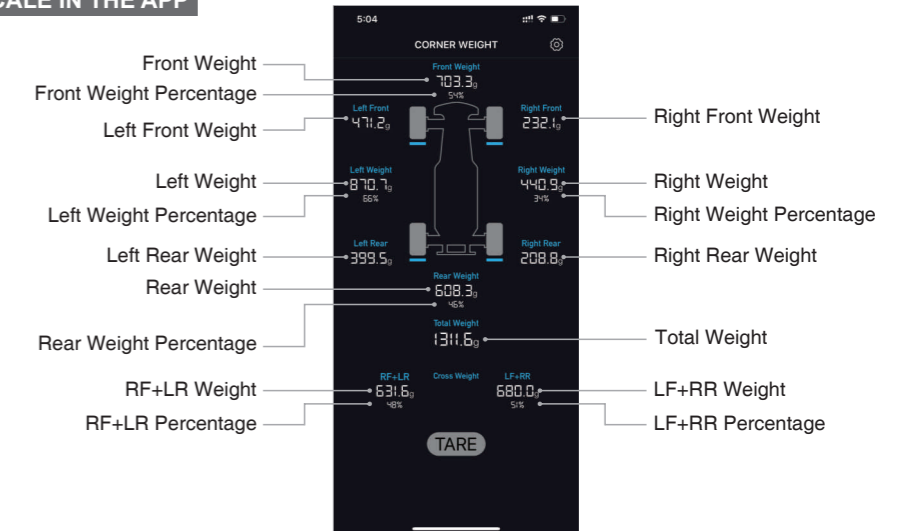 SCALE IN THE APP
5:04
CORNER WEIGHT
Front Weight
Front Weight
703.3g
Front Weight Percentage
54%
Left Front
Right Front
Left Front Weight
471.2g
232.1g
Right Front Weight
Left Weight
Right Weight
Left Weight
870.7g
440.9g
Right Weight
Left Weight Percentage
66%
34%
Right Weight Percentage
Left Rear
Right Rear
Left Rear Weight
399.5g
208.8g
Right Rear Weight
Rear Weight
Rear Weight
608.3g
Rear Weight Percentage
46%
Total Weight
1311.6g
Total Weight
RF+LR
Cross Weight
LF+RR
RF+LR Weight
631.6g
680.0g
LF+RR Weight
RF+LR Percentage
48%
51%
LF+RR Percentage
TARE